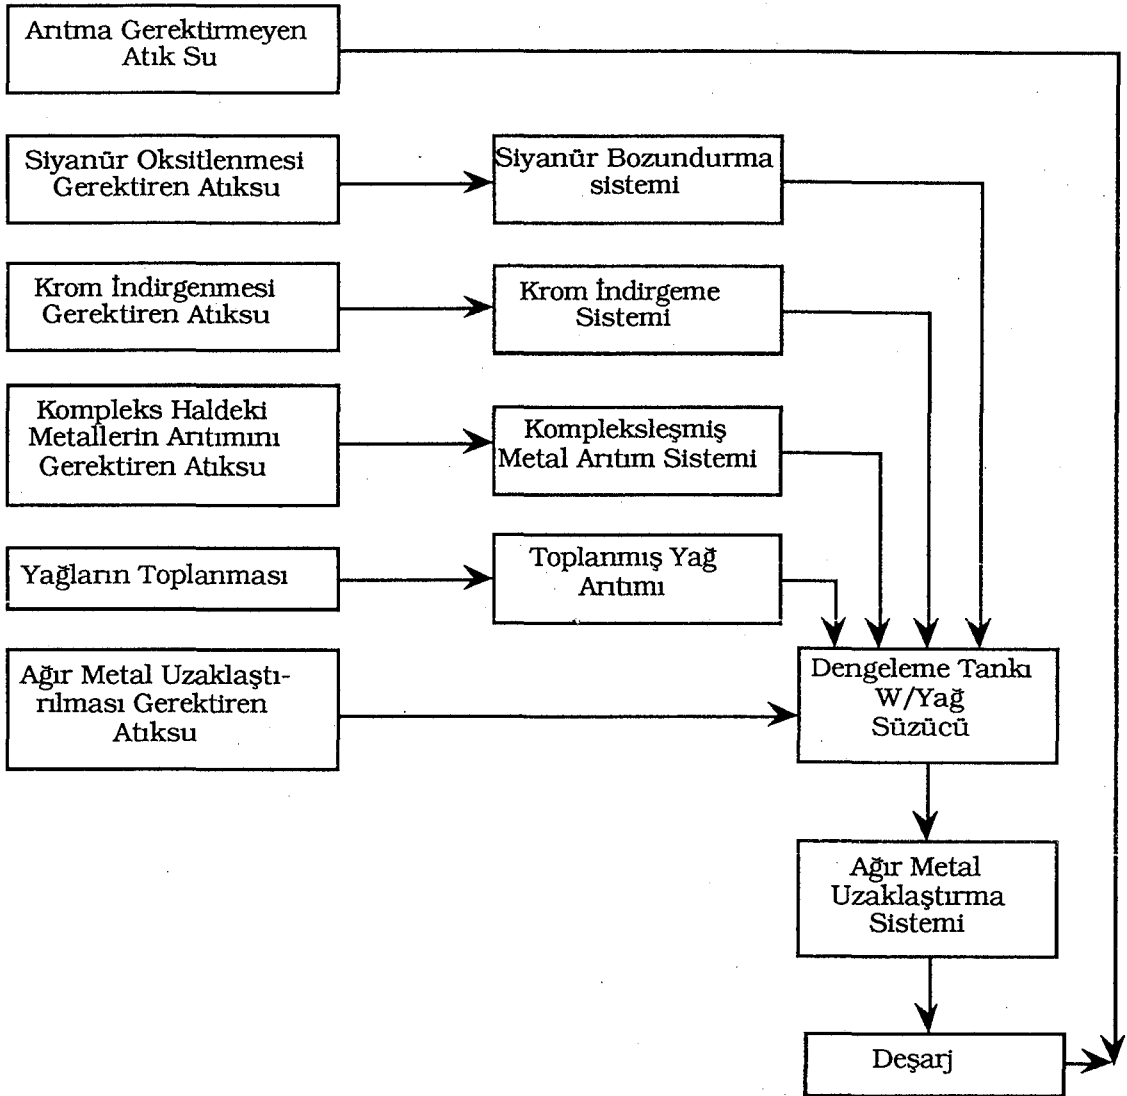 Arıtma Gerektirmeyen
Atık Su
Siyanür Oksitlenmesi
Gerektiren Atıksu
Siyanür Bozundurma
sistemi
Krom İndirgenmesi
Gerektiren Atıksu
Krom İndirgeme
Sistemi
Kompleks Haldeki
Metallerin Arıtımını
Gerektiren Atıksu
Kompleksleşmiş
Metal Arıtım Sistemi
Yağların Toplanması
Toplanmış Yağ
Arıtımı
Ağır Metal Uzaklaştı-
rılması Gerektiren
Atıksu
Dengeleme Tankı
W/Yağ
Süzücü
Ağır Metal
Uzaklaştırma
Sistemi
Deşarj